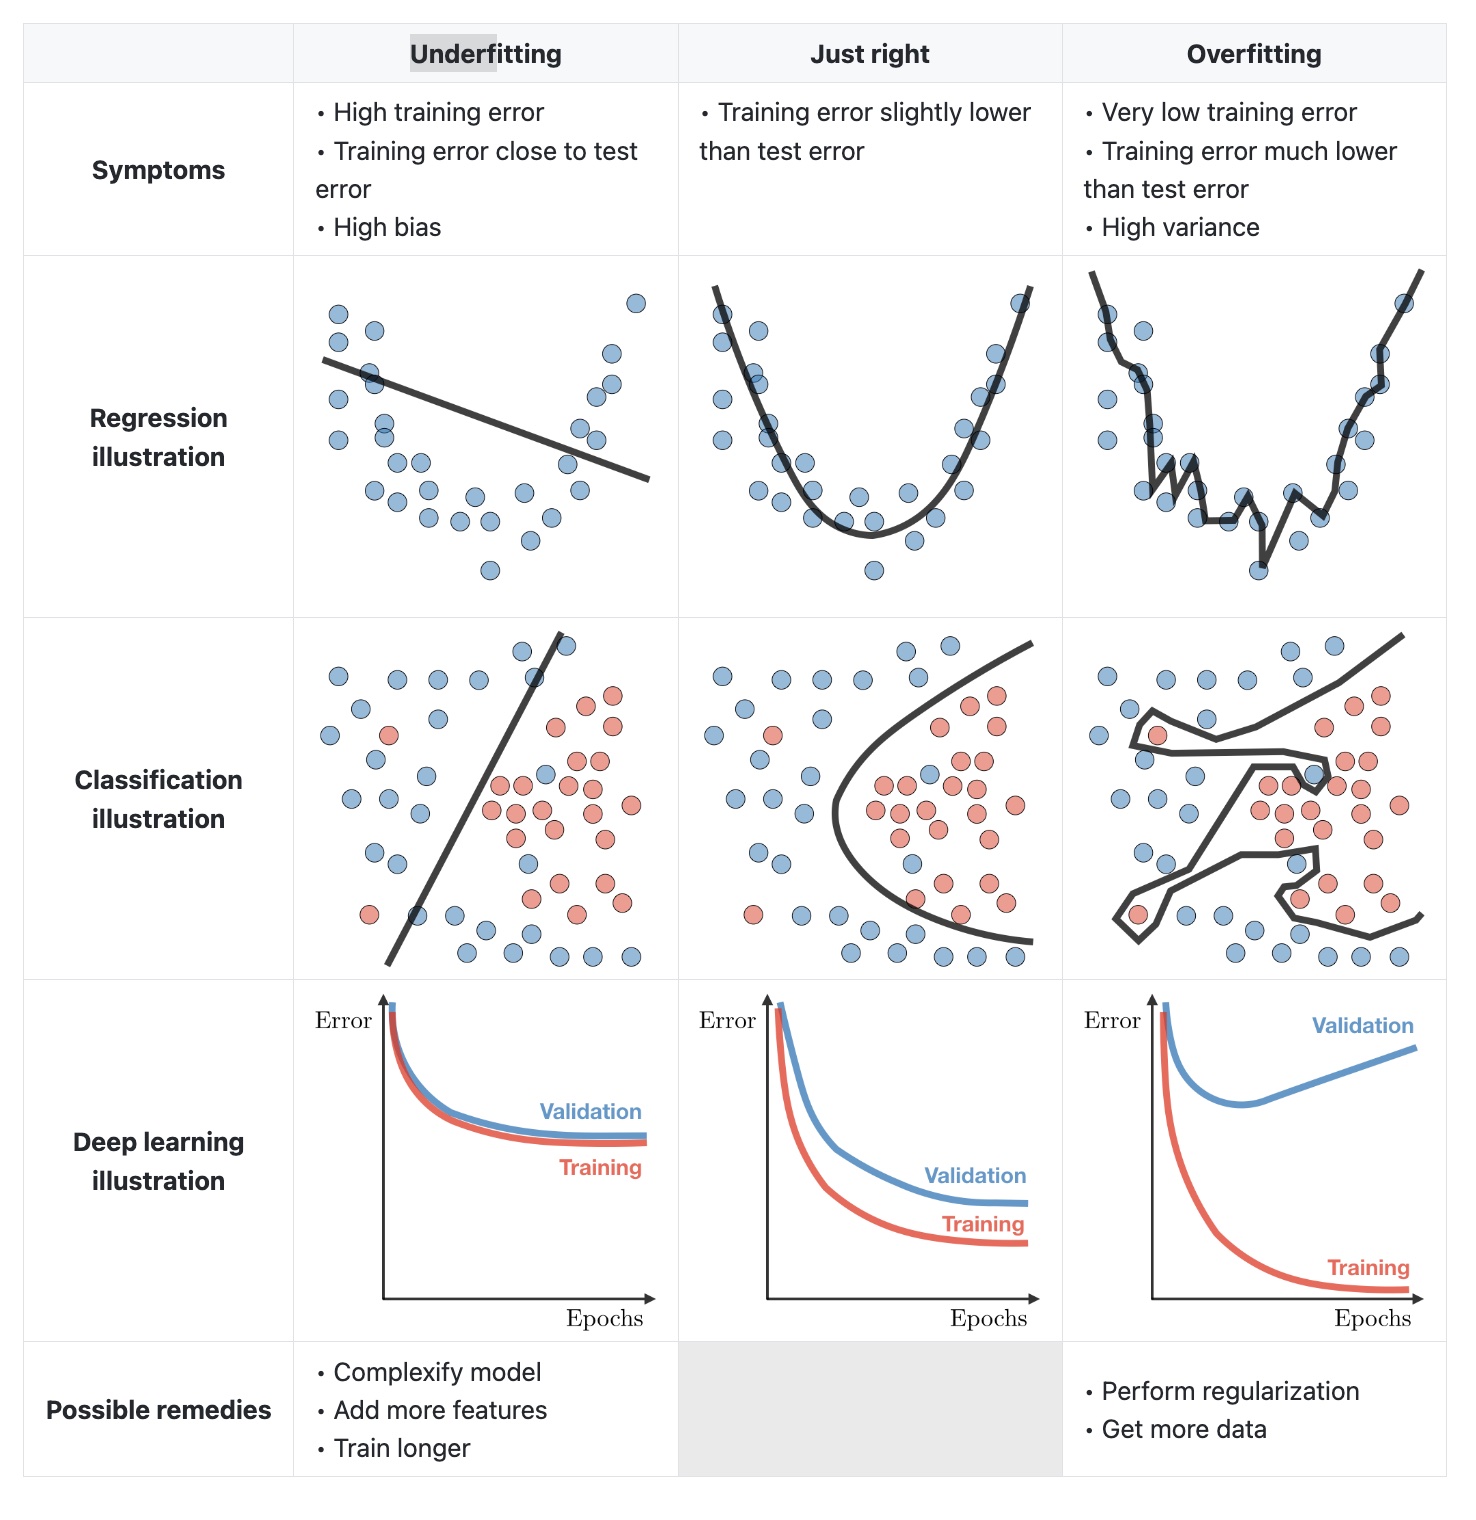 Underfitting
Just right
Overfitting
Symptoms
• High training error
• Training error close to test
error
• High bias
• Training error slightly lower
than test error
• Very low training error
• Training error much lower
than test error
• High variance
Regression
illustration
Classification
illustration
Deep learning
illustration
Error
Validation
Training
Epochs
Error
Validation
Training
Epochs
Error
Validation
Training
Epochs
Possible remedies
• Complexify model
• Add more features
• Train longer
• Perform regularization
• Get more data